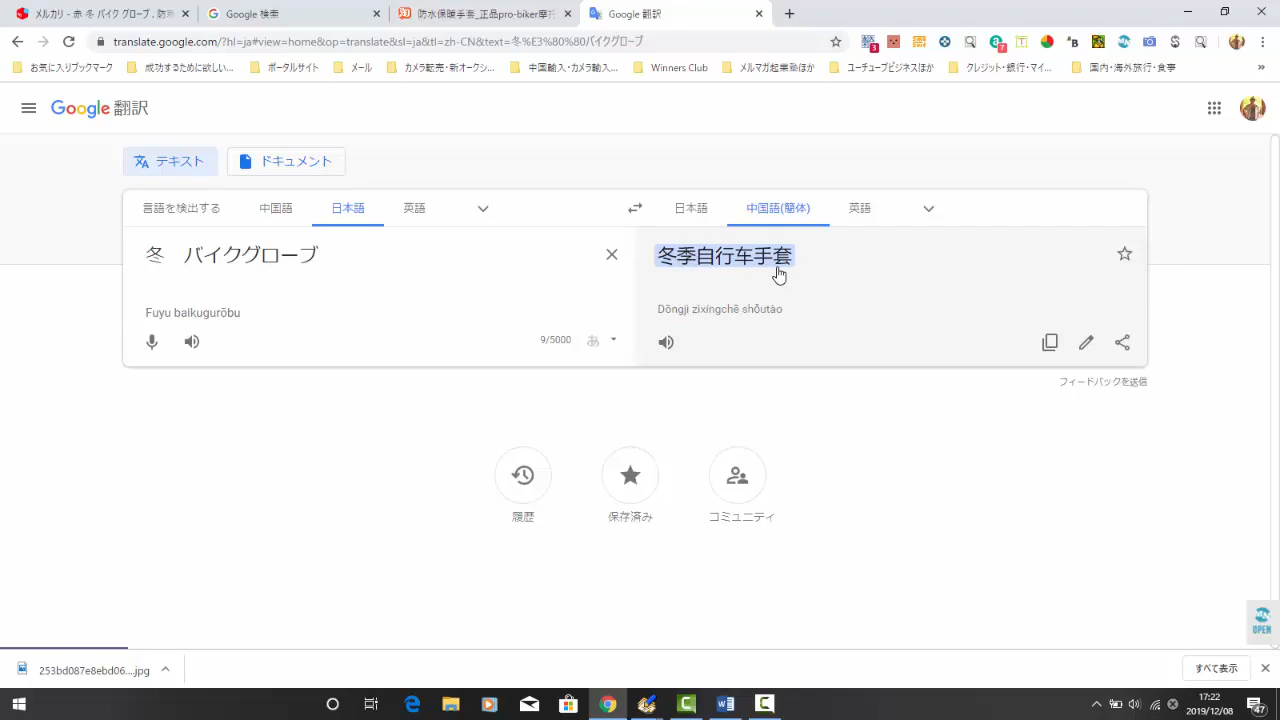 メルカリ - 赤 冬 バイク グローブ . 防寒
Google 検索
防水保暖手套_正品pro-biker摩托
Google 翻訳
translate.google.com/?hl=ja#view=home&op=translate&sl=ja&tl=zh-CN&text=冬%E3%80%80バイクグローブ
お気に入りブックマーク
成功するために欲しい...
ポータルサイト
メール
カメラ転売・新オークシ...
中国輸入・カメラ輸入...
Winners Club
メルマガ起業塾ほか
ユーチューブビジネスほか
クレジット・銀行・マイ...
国内・海外旅行・食事
»
Google 翻訳
テキスト
ドキュメント
言語を検出する
中国語
日本語
英語
日本語
中国語(簡体)
英語
冬　バイクグローブ
冬季自行车手套
Fuyu baikugurōbu
Dōngjì zìxíngchē shǒutào
9/5000
あ
フィードバックを送信
履歴
保存済み
コミュニティ
OPEN
253bd087e8ebd06....jpg
すべて表示
17:22
2019/12/08
47